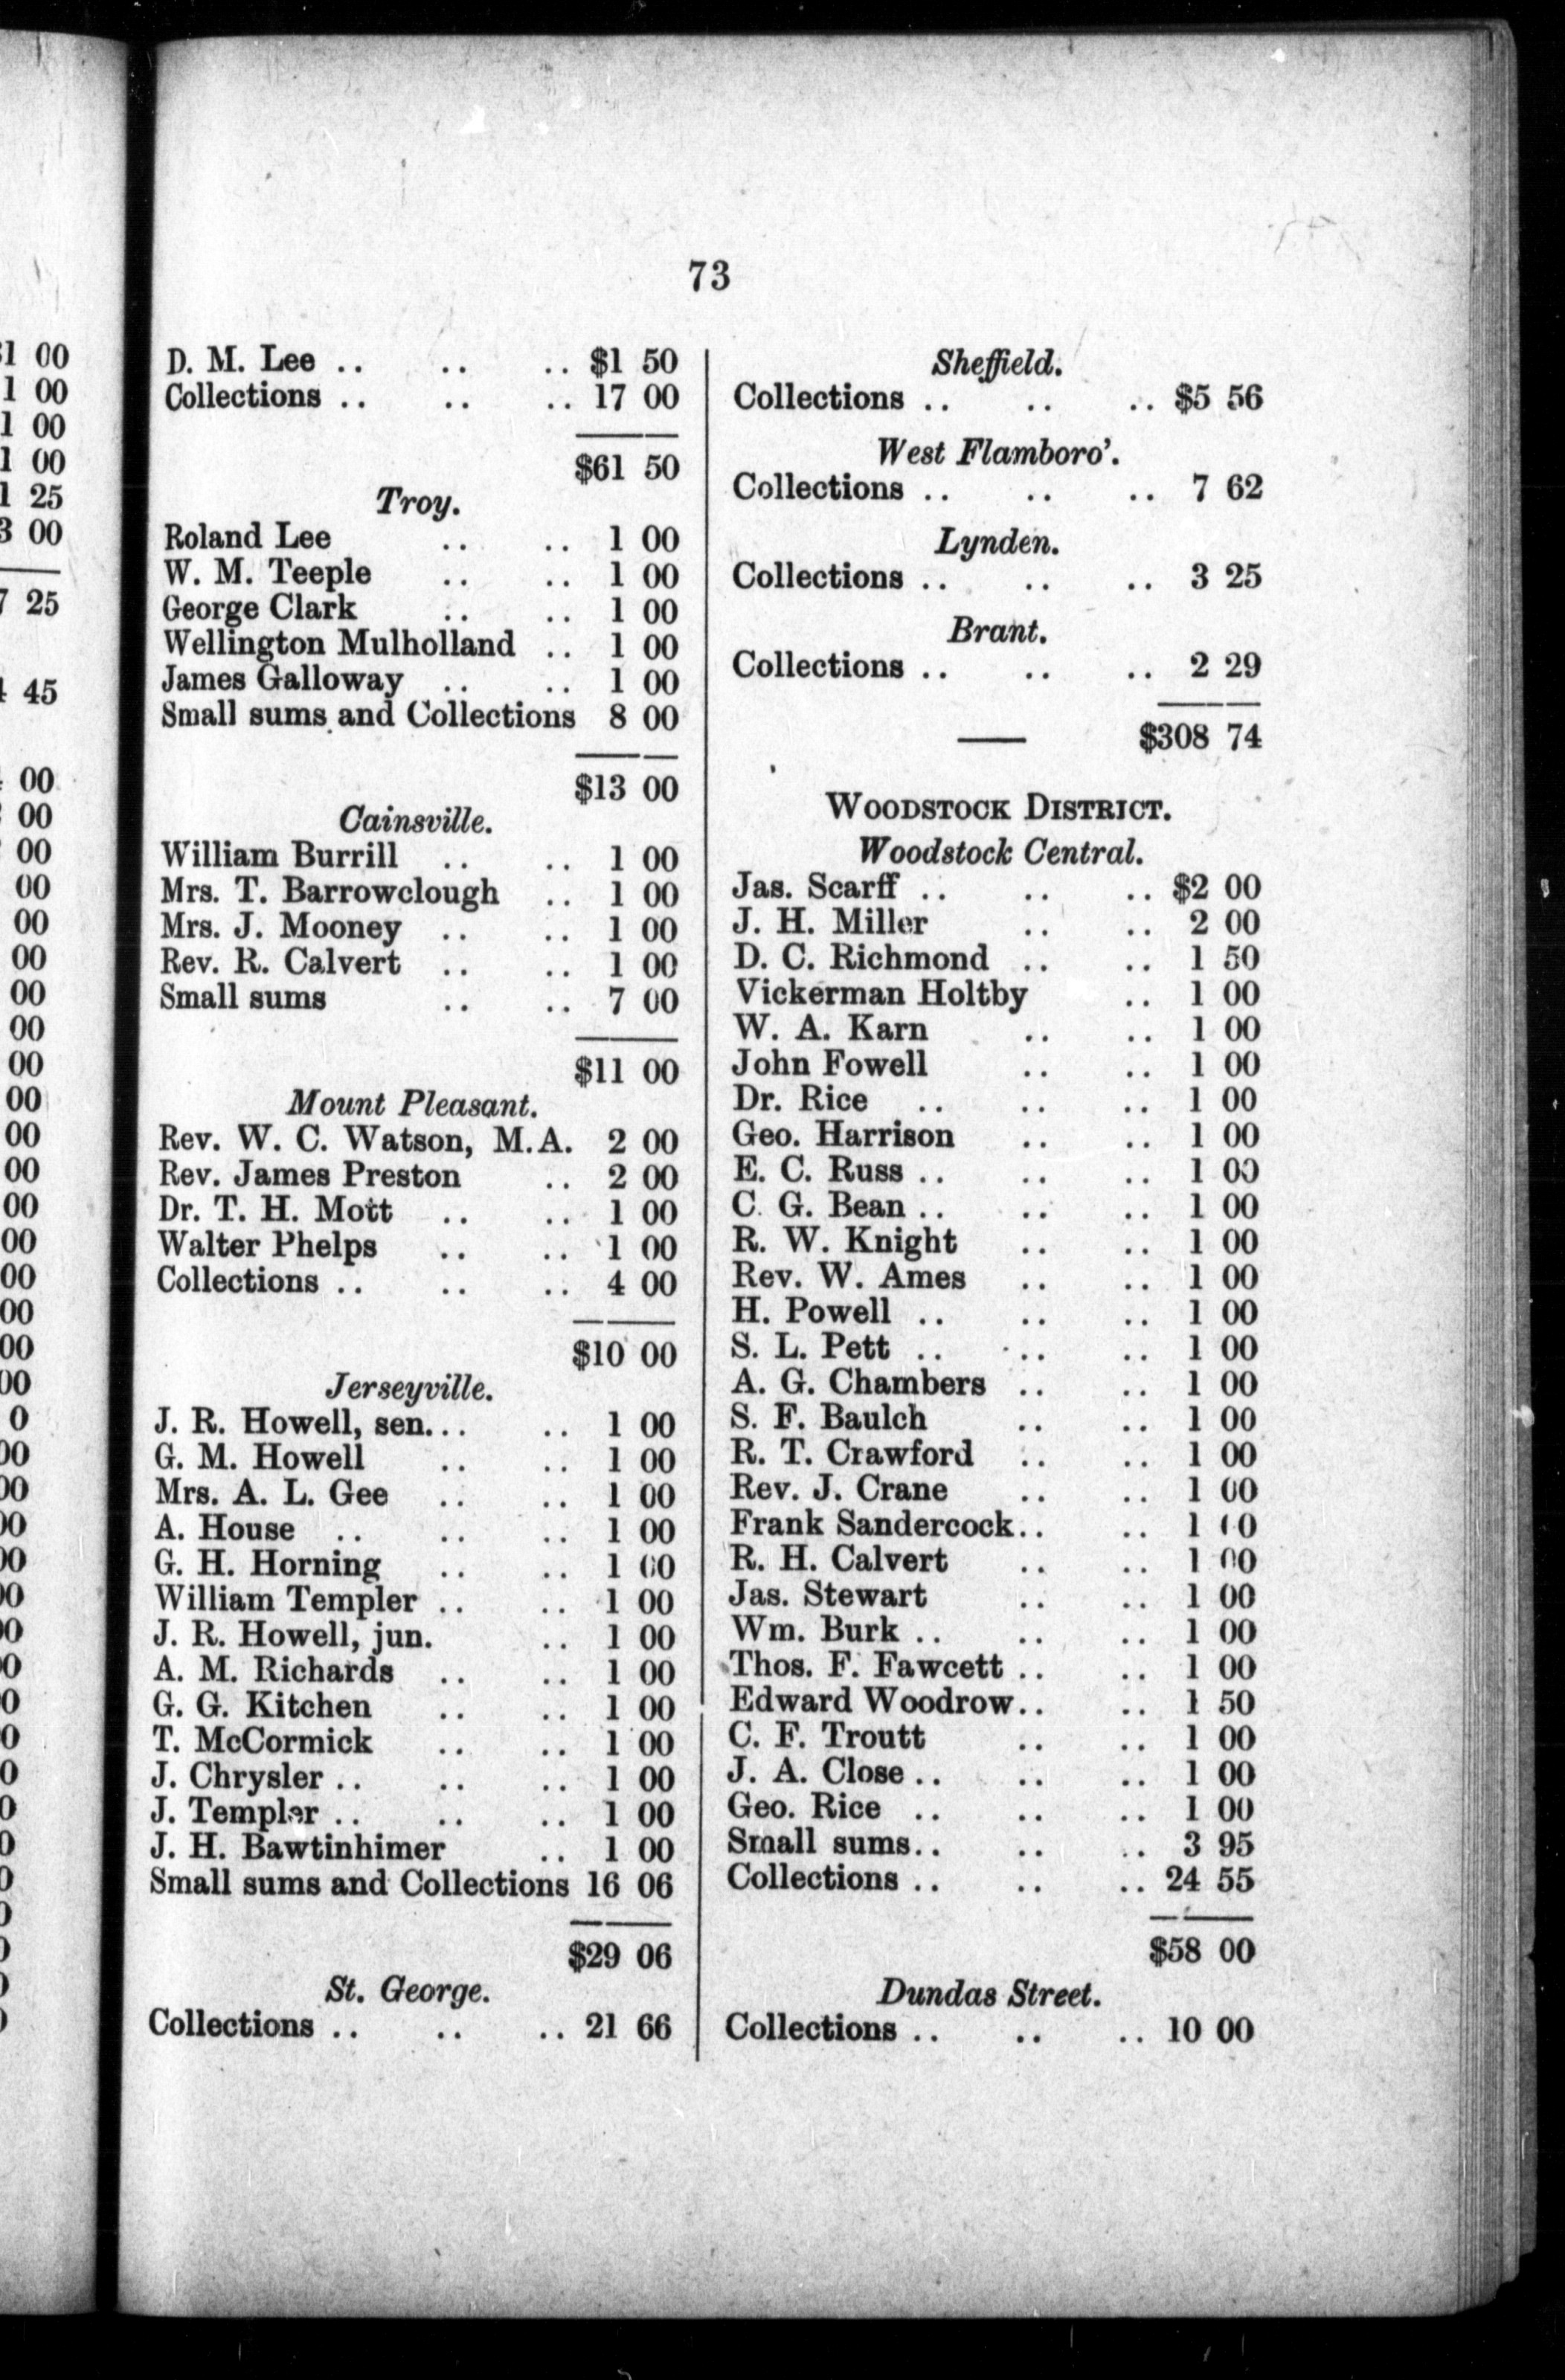 73
D. M. Lee .. .. .. $1 50
Collections .. .. .. 17 00
$61 50
Troy.
Roland Lee .. .. 1 00
W. M. Teeple .. .. 1 00
George Clark .. .. 1 00
Wellington Mulholland .. 1 00
James Galloway .. .. 1 00
Small sums and Collections 8 00
$13 00
Cainsville.
William Burrill .. .. 1 00
Mrs. T. Barrowclough .. 1 00
Mrs. J. Mooney .. .. 1 00
Rev. R. Calvert .. .. 1 00
Small sums .. .. 7 00
$11 00
Mount Pleasant.
Rev. W. C. Watson, M.A. 2 00
Rev. James Preston .. 2 00
Dr. T. H. Mott .. .. 1 00
Walter Phelps .. .. 1 00
Collections .. .. .. 4 00
$10 00
Jerseyville.
J. R. Howell, sen... .. 1 00
G. M. Howell .. .. 1 00
Mrs. A. L. Gee .. .. 1 00
A. House .. .. .. 1 00
G. H. Horning .. .. 1 00
William Templer .. .. 1 00
J. R. Howell, jun. .. 1 00
A. M. Richards .. .. 1 00
G. G. Kitchen .. .. 1 00
T. McCormick .. .. 1 00
J. Chrysler .. .. .. 1 00
J. Templer .. .. .. 1 00
J. H. Bawtinhimer .. 1 00
Small sums and Collections 16 06
$29 06
St. George.
Collections .. .. .. 21 66
Sheffield.
Collections .. .. .. $5 56
West Flamboro'.
Collections .. .. .. 7 62
Lynden.
Collections .. .. .. 3 25
Brant.
Collections .. .. .. 2 29
$308 74
WOODSTOCK DISTRICT.
Woodstock Central.
Jas. Scarff .. .. .. $2 00
J. H. Miller .. .. 2 00
D. C. Richmond .. .. 1 50
Vickerman Holtby .. 1 00
W. A. Karn .. .. 1 00
John Fowell .. .. 1 00
Dr. Rice .. .. .. 1 00
Geo. Harrison .. .. 1 00
E. C. Russ .. .. .. 1 00
C. G. Bean .. .. .. 1 00
R. W. Knight .. .. 1 00
Rev. W. Ames .. .. 1 00
H. Powell .. .. .. 1 00
S. L. Pett .. .. .. 1 00
A. G. Chambers .. .. 1 00
S. F. Baulch .. .. 1 00
R. T. Crawford .. .. 1 00
Rev. J. Crane .. .. 1 00
Frank Sandercock.. .. 1 00
R. H. Calvert .. .. 1 00
Jas. Stewart .. .. 1 00
Wm. Burk .. .. .. 1 00
Thos. F. Fawcett .. .. 1 00
Edward Woodrow.. .. 1 50
C. F. Troutt .. .. 1 00
J. A. Close .. .. .. 1 00
Geo. Rice .. .. .. 1 00
Small sums.. .. .. 3 95
Collections .. .. .. 24 55
$58 00
Dundas Street.
Collections .. .. .. 10 00